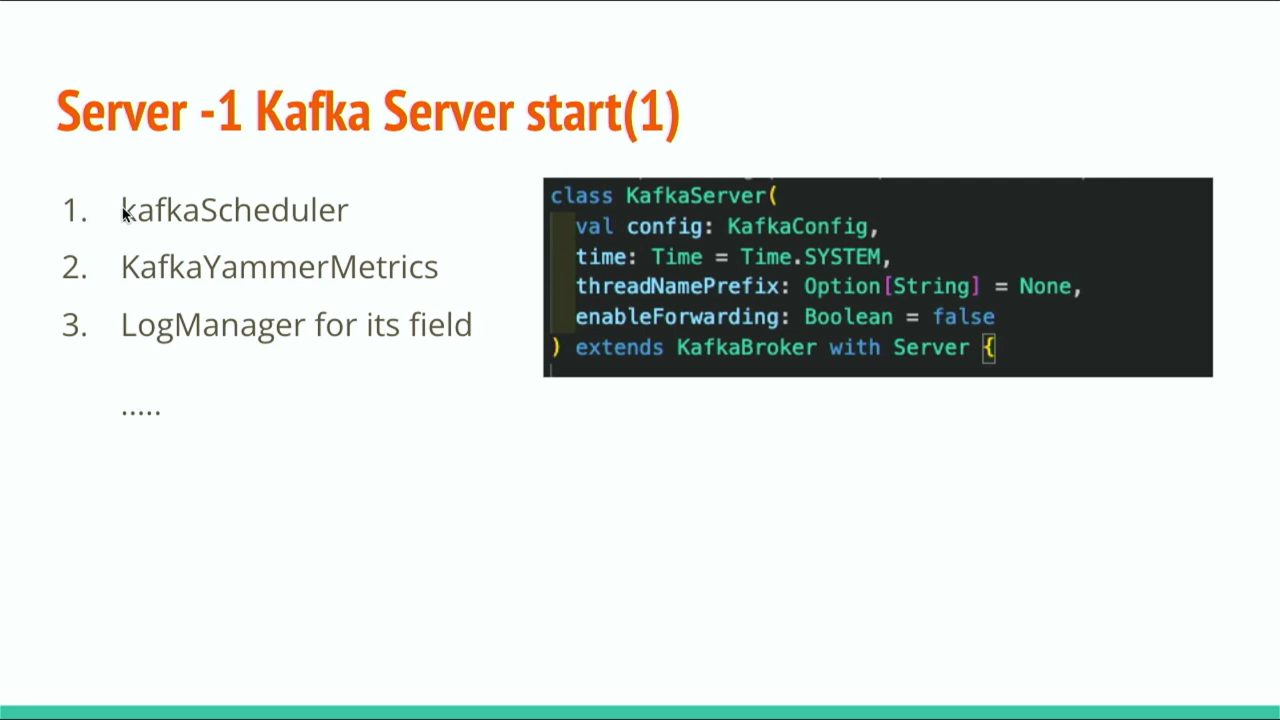 Server -1 Kafka Server start(1)
1. kafkaScheduler
2. KafkaYammerMetrics
3. LogManager for its field
.....
class KafkaServer(
val config: KafkaConfig,
time: Time = Time.SYSTEM,
threadNamePrefix: Option[String] = None,
enableForwarding: Boolean = false
) extends KafkaBroker with Server {